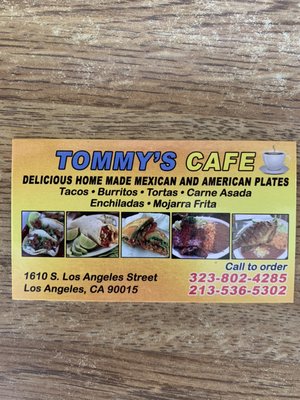 TOMMY'S CAFE
DELICIOUS HOME MADE MEXICAN AND AMERICAN PLATES
Tacos • Burritos • Tortas • Carne Asada
Enchiladas • Mojarra Frita
Call to order
1610 S. Los Angeles Street
Los Angeles, CA 90015
323-802-4285
213-536-5302